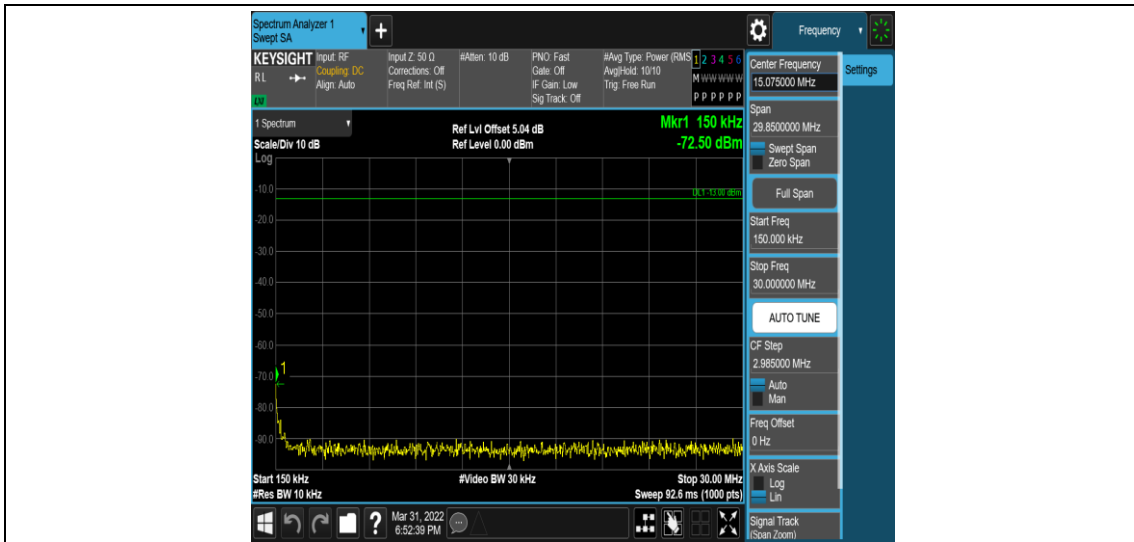 Spectrum Analyzer 1
Swept SA
+
Frequency
KEYSIGHT
RL
LXI
Input: RF
Coupling: DC
Align: Auto
Input Z: 50 Ω
Corrections: Off
Freq Ref: Int (S)
#Atten: 10 dB
PNO: Fast
Gate: Off
IF Gain: Low
Sig Track: Off
#Avg Type: Power (RMS
Avg|Hold: 10/10
Trig: Free Run
1 2 3 4 5 6
M W W W W W
P P P P P P
Center Frequency
15.075000 MHz
Settings
Span
29.8500000 MHz
Swept Span
Zero Span
Full Span
Start Freq
150.000 kHz
Stop Freq
30.000000 MHz
AUTO TUNE
CF Step
2.985000 MHz
Auto
Man
Freq Offset
0 Hz
X Axis Scale
Log
Lin
Signal Track
(Span Zoom)
1 Spectrum
Scale/Div 10 dB
Ref Lvl Offset 5.04 dB
Ref Level 0.00 dBm
Mkr1 150 kHz
-72.50 dBm
Log
DL1 -13.00 dBm
-10.0
-20.0
-30.0
-40.0
-50.0
-60.0
-70.0
1
-80.0
-90.0
Start 150 kHz
#Video BW 30 kHz
Stop 30.00 MHz
#Res BW 10 kHz
Sweep 92.6 ms (1000 pts)
?
Mar 31, 2022
6:52:39 PM